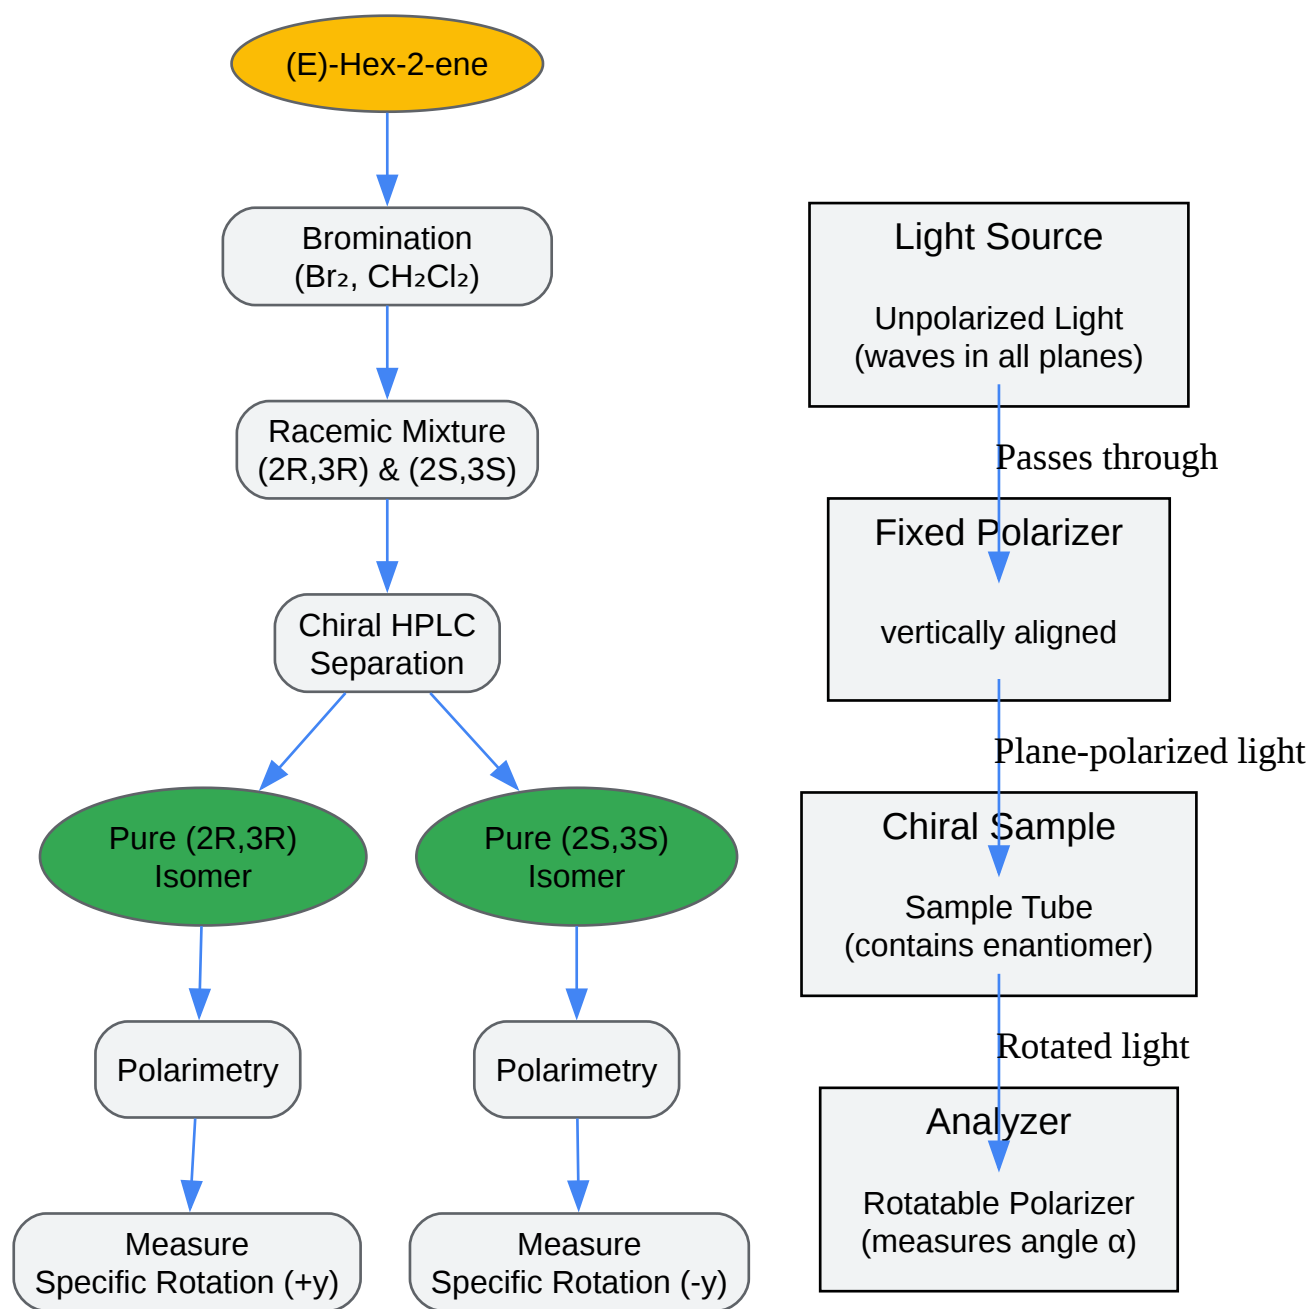 (E)-Hex-2-ene
Bromination
(Br₂, CH₂Cl₂)
Racemic Mixture
(2R,3R) & (2S,3S)
Chiral HPLC
Separation
Pure (2R,3R)
Isomer
Pure (2S,3S)
Isomer
Polarimetry
Polarimetry
Measure
Specific Rotation (+y)
Measure
Specific Rotation (-y)
Light Source
Unpolarized Light
(waves in all planes)
Passes through
Fixed Polarizer
vertically aligned
Plane-polarized light
Chiral Sample
Sample Tube
(contains enantiomer)
Rotated light
Analyzer
Rotatable Polarizer
(measures angle α)